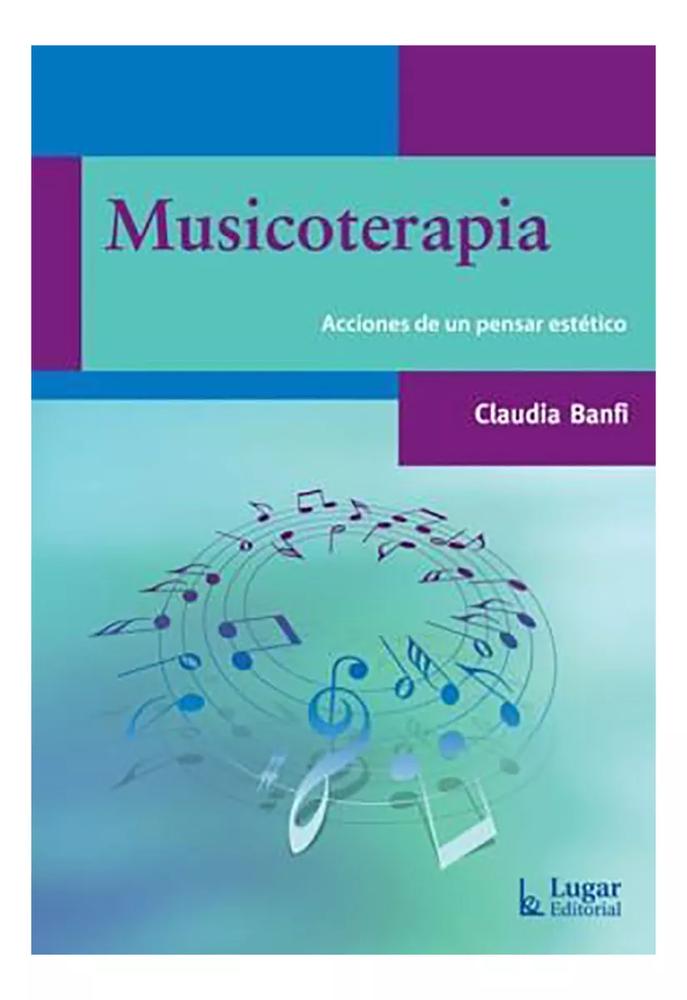 Musicoterapia
Acciones de un pensar estético
Claudia Banfi
Lugar
Editorial